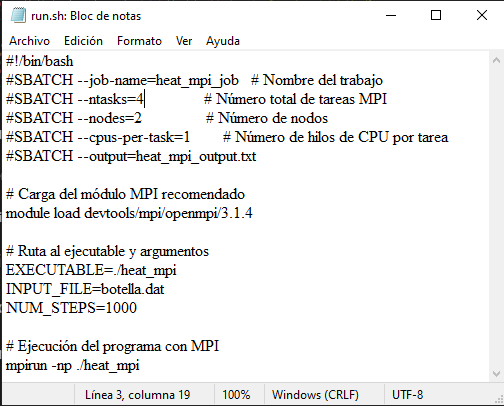 run.sh: Bloc de notas
Archivo Edición Formato Ver Ayuda
#!/bin/bash
#SBATCH --job-name=heat_mpi_job # Nombre del trabajo
#SBATCH --ntasks=4 # Número total de tareas MPI
#SBATCH --nodes=2 # Número de nodos
#SBATCH --cpus-per-task=1 # Número de hilos de CPU por tarea
#SBATCH --output=heat_mpi_output.txt
# Carga del módulo MPI recomendado
module load devtools/mpi/openmpi/3.1.4
# Ruta al ejecutable y argumentos
EXECUTABLE=./heat_mpi
INPUT_FILE=botella.dat
NUM_STEPS=1000
# Ejecución del programa con MPI
mpirun -np ./heat_mpi
Línea 3, columna 19 100% Windows (CRLF) UTF-8